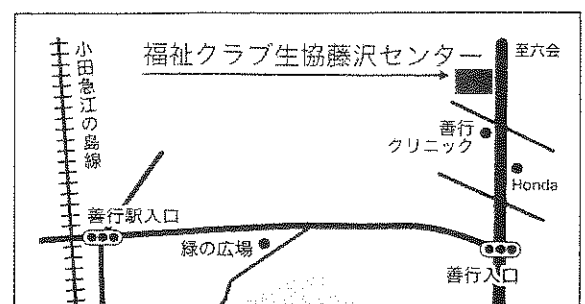 福祉クラブ生協藤沢センター
至六会
小田急江の島線
善行
クリニック
Honda
善行駅入口
緑の広場
善行入口